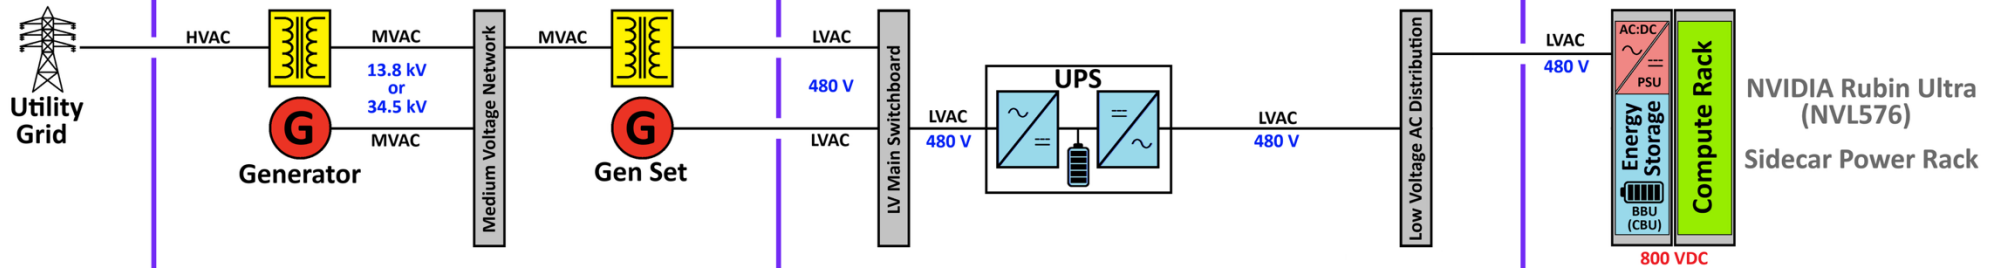 Utility
Grid
HVAC
MVAC
13.8 kV
or
34.5 kV
MVAC
G
Generator
Medium Voltage Network
MVAC
G
Gen Set
LVAC
480 V
LVAC
LV Main Switchboard
LVAC
480 V
UPS
LVAC
480 V
Low Voltage AC Distribution
LVAC
480 V
AC:DC
PSU
Energy
Storage
BBU
(CBU)
Compute Rack
800 VDC
NVIDIA Rubin Ultra
(NVL576)
Sidecar Power Rack